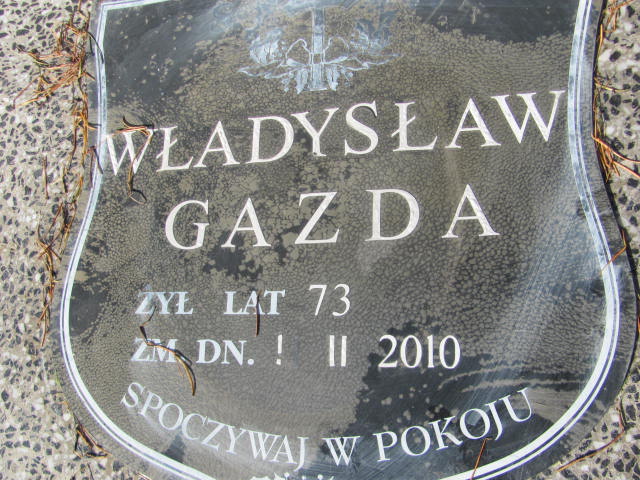 WŁADYSŁAW
GAZDA
ŻYŁ LAT 73
ZM. DN. II 2010
SPOCZYWAJ W POKOJU